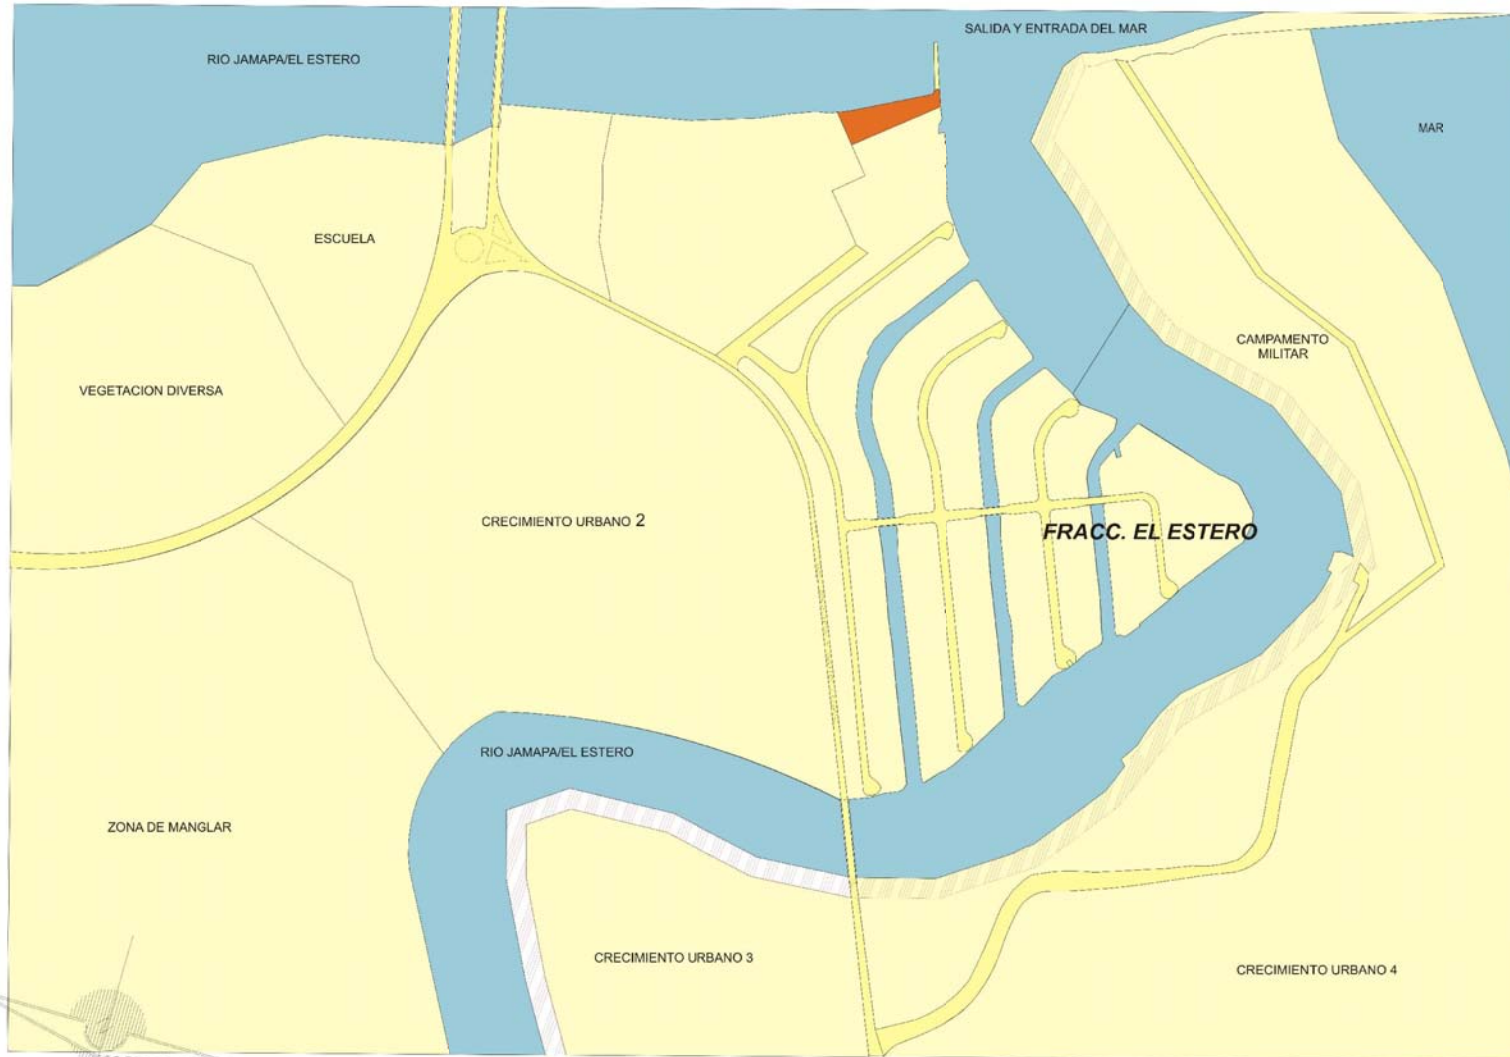 SALIDA Y ENTRADA DEL MAR
RIO JAMAPA/EL ESTERO
MAR
ESCUELA
CAMPAMENTO
MILITAR
VEGETACION DIVERSA
CRECIMIENTO URBANO 2
FRACC. EL ESTERO
RIO JAMAPA/EL ESTERO
ZONA DE MANGLAR
CRECIMIENTO URBANO 3
CRECIMIENTO URBANO 4